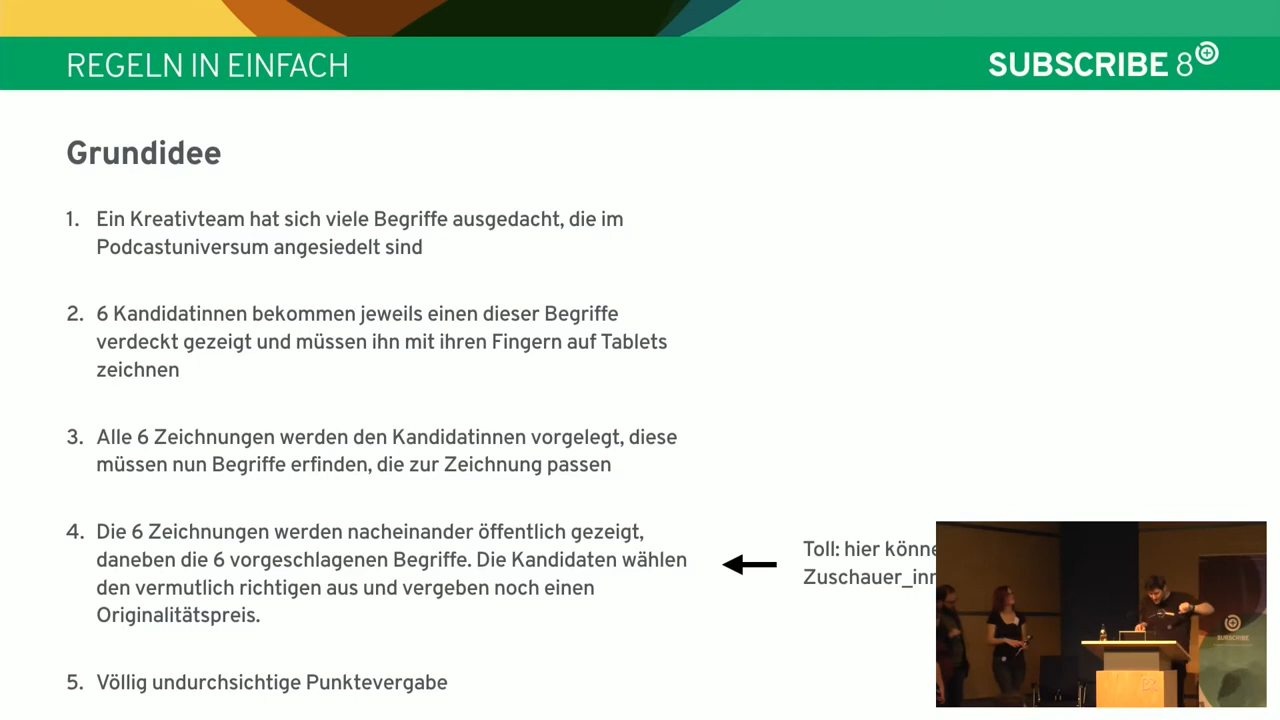 REGELN IN EINFACH
SUBSCRIBE 8
Grundidee
1. Ein Kreativteam hat sich viele Begriffe ausgedacht, die im
Podcastuniversum angesiedelt sind
2. 6 Kandidatinnen bekommen jeweils einen dieser Begriffe
verdeckt gezeigt und müssen ihn mit ihren Fingern auf Tablets
zeichnen
3. Alle 6 Zeichnungen werden den Kandidatinnen vorgelegt, diese
müssen nun Begriffe erfinden, die zur Zeichnung passen
4. Die 6 Zeichnungen werden nacheinander öffentlich gezeigt,
daneben die 6 vorgeschlagenen Begriffe. Die Kandidaten wählen
den vermutlich richtigen aus und vergeben noch einen
Originalitätspreis.
Toll: hier könne
Zuschauer_inn
5. Völlig undurchsichtige Punktevergabe
SUBSCRIBE
BR